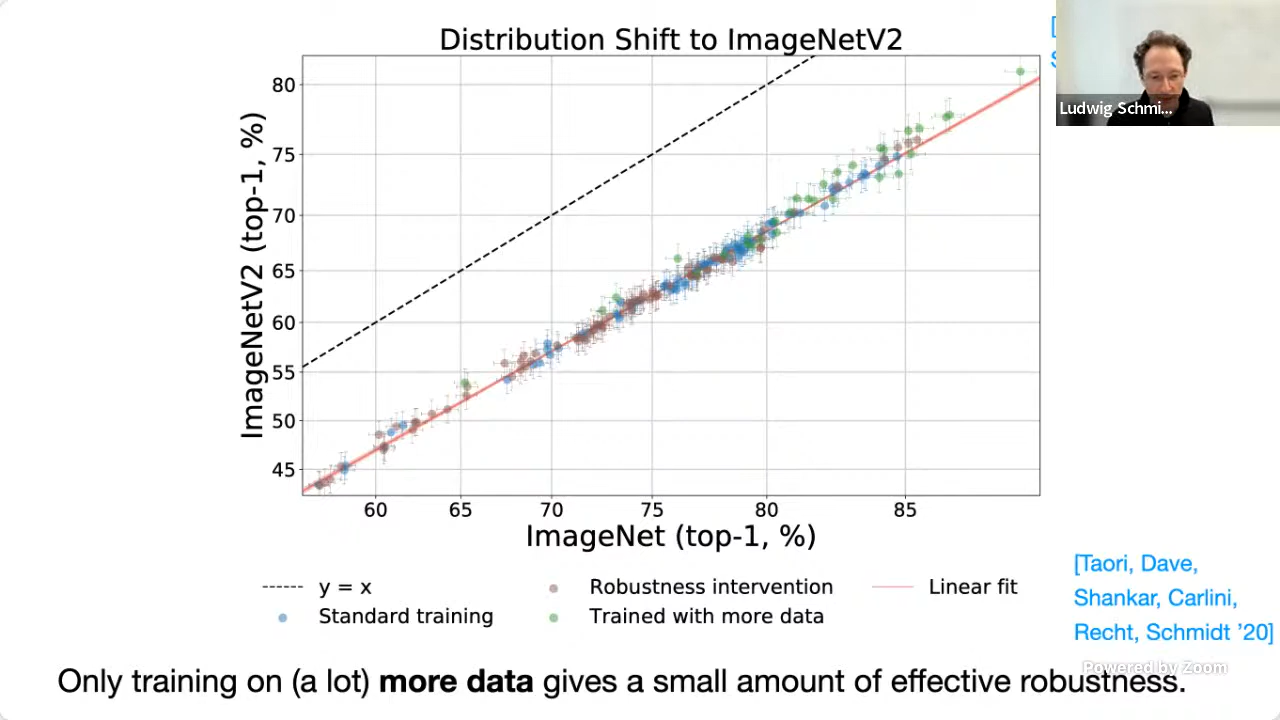 Distribution Shift to ImageNetV2
Ludwig Schmi...
80
75
70
65
60
55
50
45
ImageNetV2 (top-1, %)
60 65 70 75 80 85
ImageNet (top-1, %)
y = x
Robustness intervention
Linear fit
Standard training
Trained with more data
[Taori, Dave,
Shankar, Carlini,
Recht, Schmidt ’20]
Powered by Zoom
Only training on (a lot) more data gives a small amount of effective robustness.